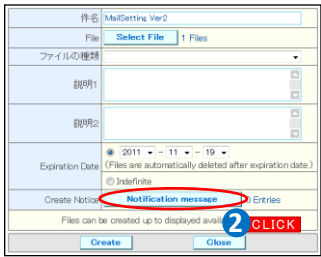 件名 MailSetting Ver2
File Select File 1 Files
ファイルの種類
説明1
説明2
2011 - 11 - 19
Expiration Date (Files are automatically deleted after expiration date.)
Indefinite
Create Notice Notification message 0 Entries
Files can be created up to displayed avail
2 CLICK
Create Close